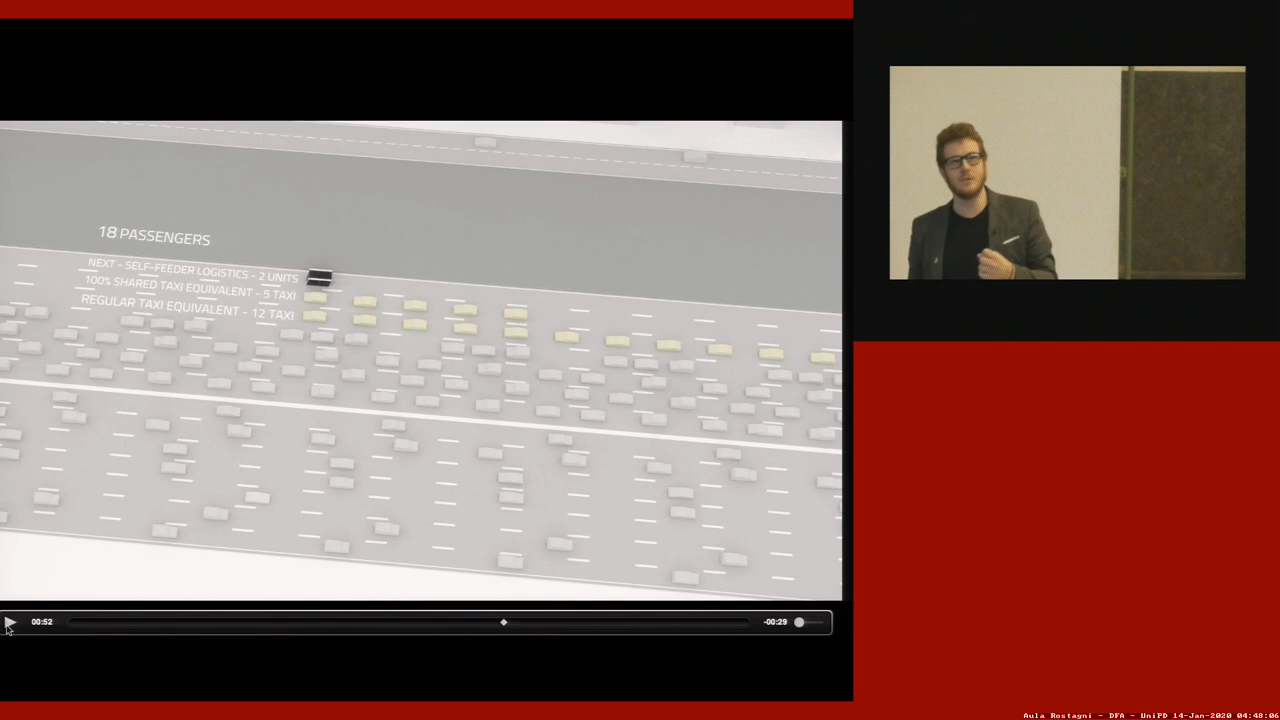 18 PASSENGERS
NEXT - SELF-FEEDER LOGISTICS - 2 UNITS
100% SHARED TAXI EQUIVALENT - 5 TAXI
REGULAR TAXI EQUIVALENT - 12 TAXI
00:52
-00:29
Aula Rostagni - DFA - UniPD 14-Jan-2020 04:48:06